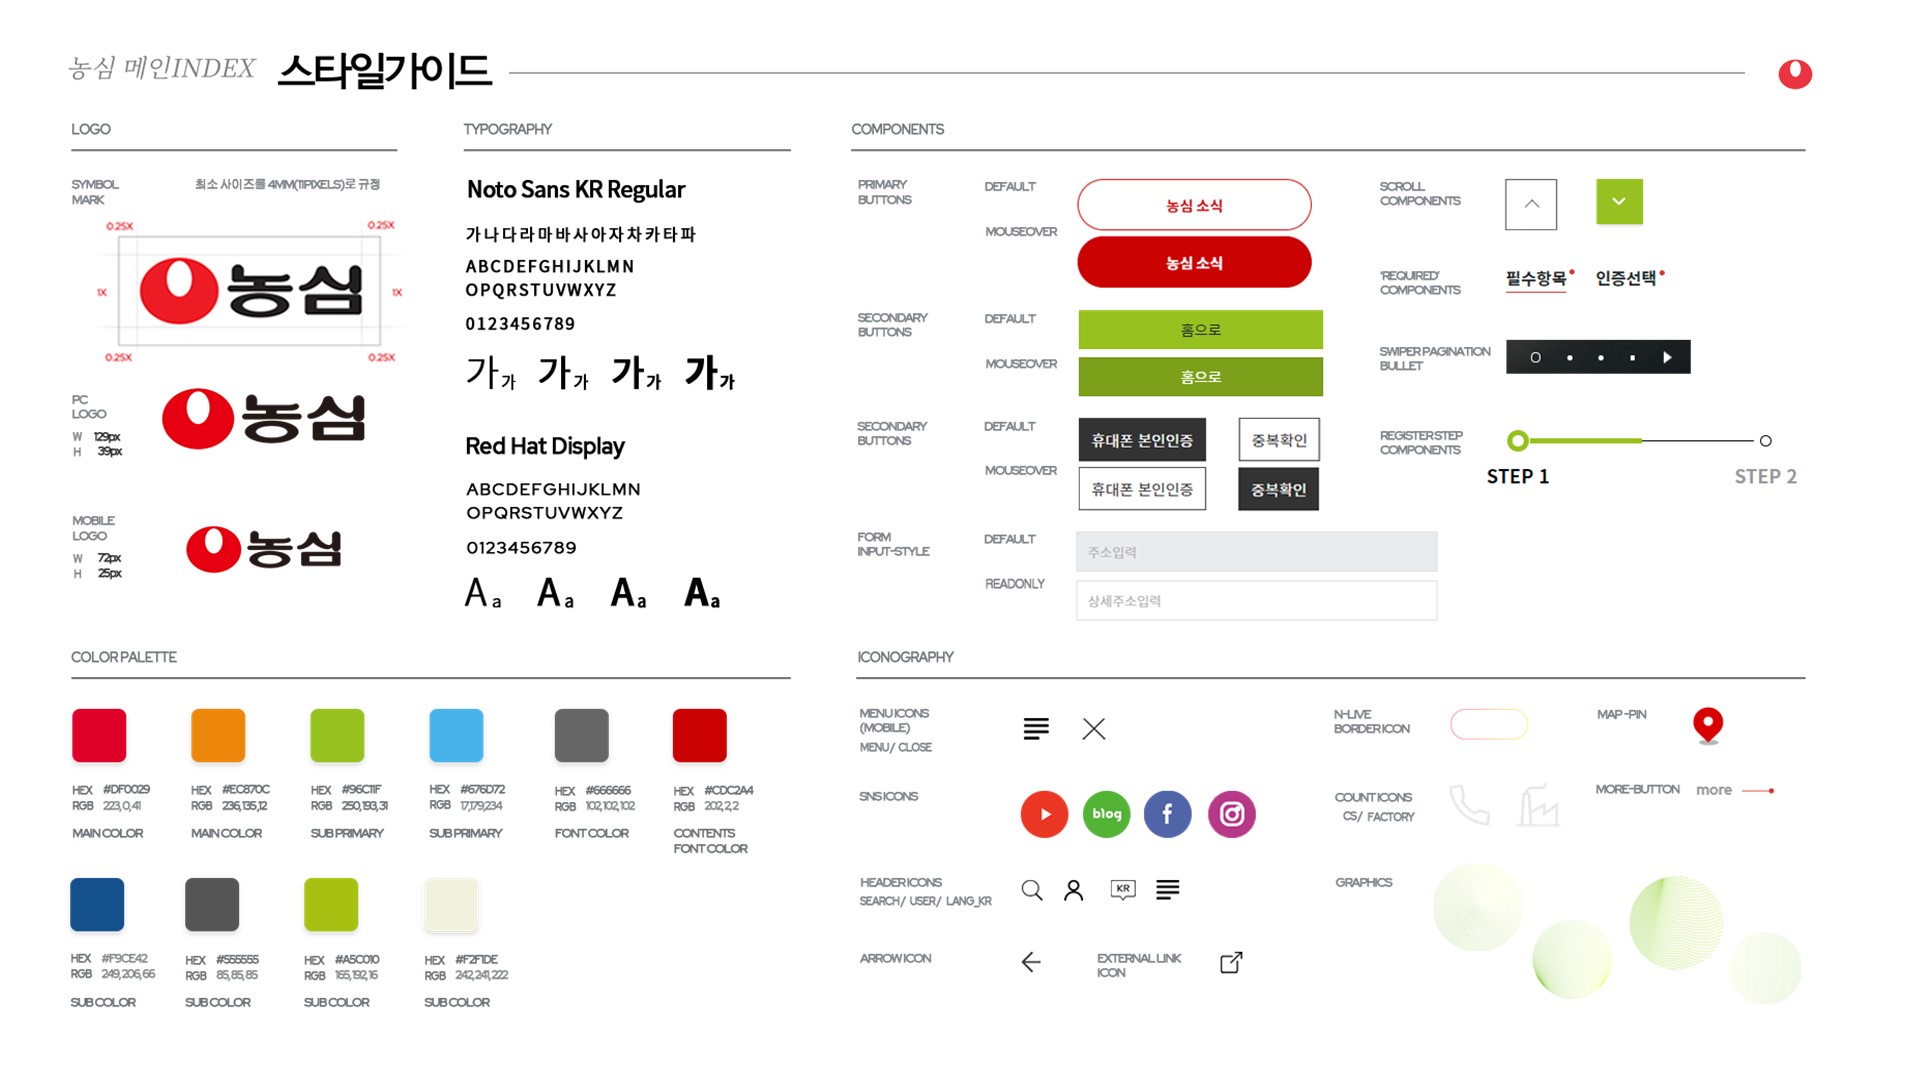 농심 메인INDEX 스타일가이드
LOGO
SYMBOL
MARK
최소 사이즈를 4MM(11PIXELS)로 규정
0.25X 0.25X
1X 농심 1X
0.25X 0.25X
PC
LOGO
W 129px
H 39px
농심
MOBILE
LOGO
W 72px
H 25px
농심
TYPOGRAPHY
Noto Sans KR Regular
가나다라마바사아자차카타파
ABCDEFGHIJKLMN
OPQRSTUVWXYZ
0123456789
가가 가가 가가 가가
Red Hat Display
ABCDEFGHIJKLMN
OPQRSTUVWXYZ
0123456789
Aa Aa Aa Aa
COMPONENTS
PRIMARY
BUTTONS
DEFAULT
농심 소식
MOUSEOVER
농심 소식
SECONDARY
BUTTONS
DEFAULT
홈으로
MOUSEOVER
홈으로
SECONDARY
BUTTONS
DEFAULT
휴대폰 본인인증 중복확인
MOUSEOVER
휴대폰 본인인증 중복확인
FORM
INPUT-STYLE
DEFAULT
주소입력
READONLY
상세주소입력
SCROLL
COMPONENTS
'REQUIRED'
COMPONENTS
필수항목 인증선택
SWIPER PAGINATION
BULLET
REGISTER STEP
COMPONENTS
STEP 1 STEP 2
COLOR PALETTE
HEX #DF0029
RGB 223,0,41
MAIN COLOR
HEX #EC870C
RGB 236,135,12
MAIN COLOR
HEX #96C11F
RGB 250,193,31
SUB PRIMARY
HEX #676D72
RGB 17,179,234
SUB PRIMARY
HEX #666666
RGB 102,102,102
FONT COLOR
HEX #CDC2A4
RGB 202,2,2
CONTENTS
FONT COLOR
HEX #F9CE42
RGB 249,206,66
SUB COLOR
HEX #555555
RGB 85,85,85
SUB COLOR
HEX #A5C010
RGB 165,192,16
SUB COLOR
HEX #F2F1DE
RGB 242,241,222
SUB COLOR
ICONOGRAPHY
MENU ICONS
(MOBILE)
MENU / CLOSE
SNS ICONS
blog
f
HEADER ICONS
SEARCH / USER / LANG_KR
KR
ARROW ICON
EXTERNAL LINK
ICON
N-LIVE
BORDER ICON
MAP-PIN
COUNT ICONS
CS / FACTORY
MORE-BUTTON
more
GRAPHICS